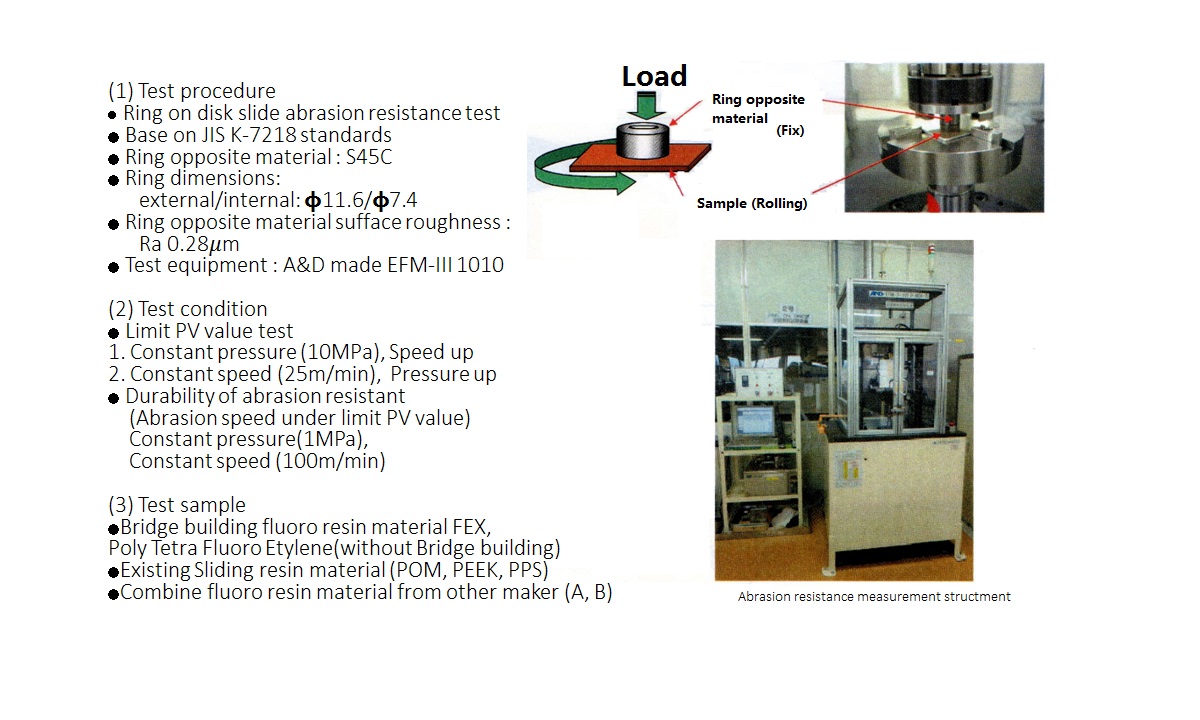 (1) Test procedure
● Ring on disk slide abrasion resistance test
● Base on JIS K-7218 standards
● Ring opposite material : S45C
● Ring dimensions:
external/internal: ϕ11.6/ϕ7.4
● Ring opposite material sufface roughness :
Ra 0.28μm
● Test equipment : A&D made EFM-III 1010
(2) Test condition
● Limit PV value test
1. Constant pressure (10MPa), Speed up
2. Constant speed (25m/min), Pressure up
● Durability of abrasion resistant
(Abrasion speed under limit PV value)
Constant pressure(1MPa),
Constant speed (100m/min)
(3) Test sample
●Bridge building fluoro resin material FEX,
Poly Tetra Fluoro Etylene(without Bridge building)
●Existing Sliding resin material (POM, PEEK, PPS)
●Combine fluoro resin material from other maker (A, B)
Load
Ring opposite
material
(Fix)
Sample (Rolling)
Abrasion resistance measurement structment